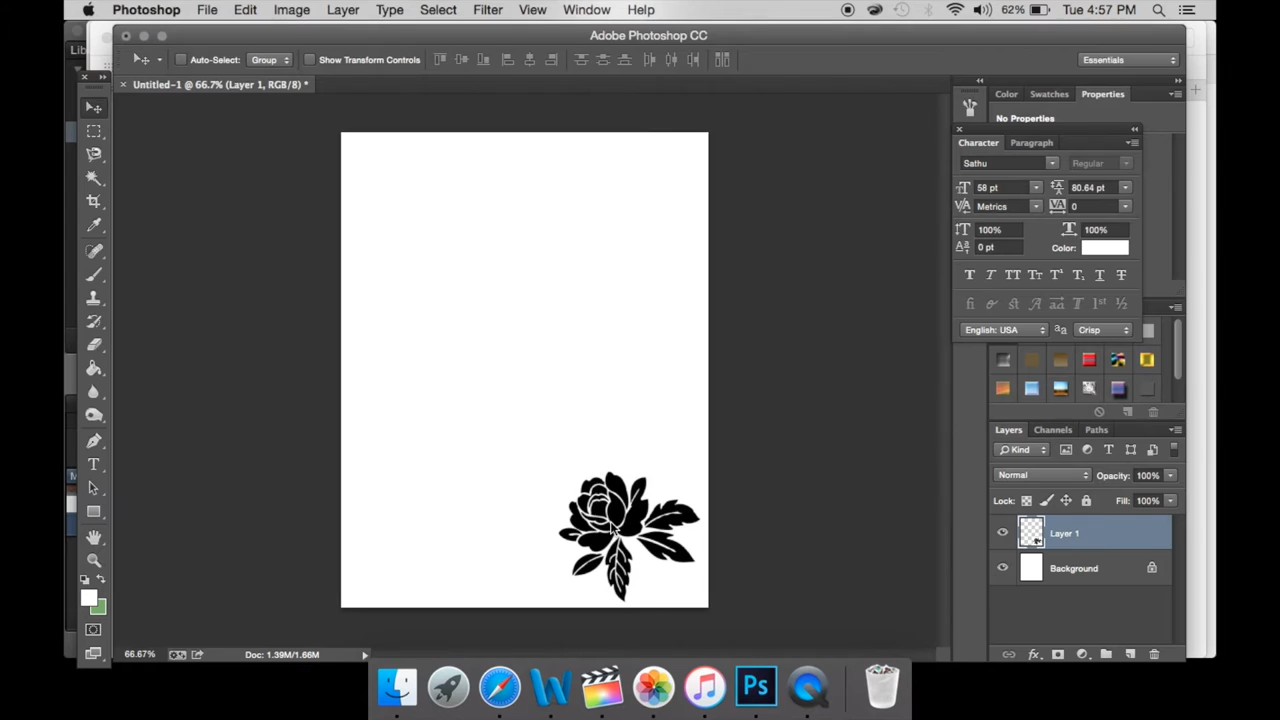 Photoshop File Edit Image Layer Type Select Filter View Window Help 62% Tue 4:57 PM
Adobe Photoshop CC
Auto-Select: Group Show Transform Controls Essentials
Untitled-1 @ 66.7% (Layer 1, RGB/8) *
Color Swatches Properties
No Properties
Character Paragraph
Sathu Regular
58 pt 80.64 pt
Metrics 0
100% 100%
0 pt Color:
English: USA Crisp
Layers Channels Paths
Kind
Normal Opacity: 100%
Lock: Fill: 100%
Layer 1
Background
66.67% Doc: 1.39M/1.66M
Ps